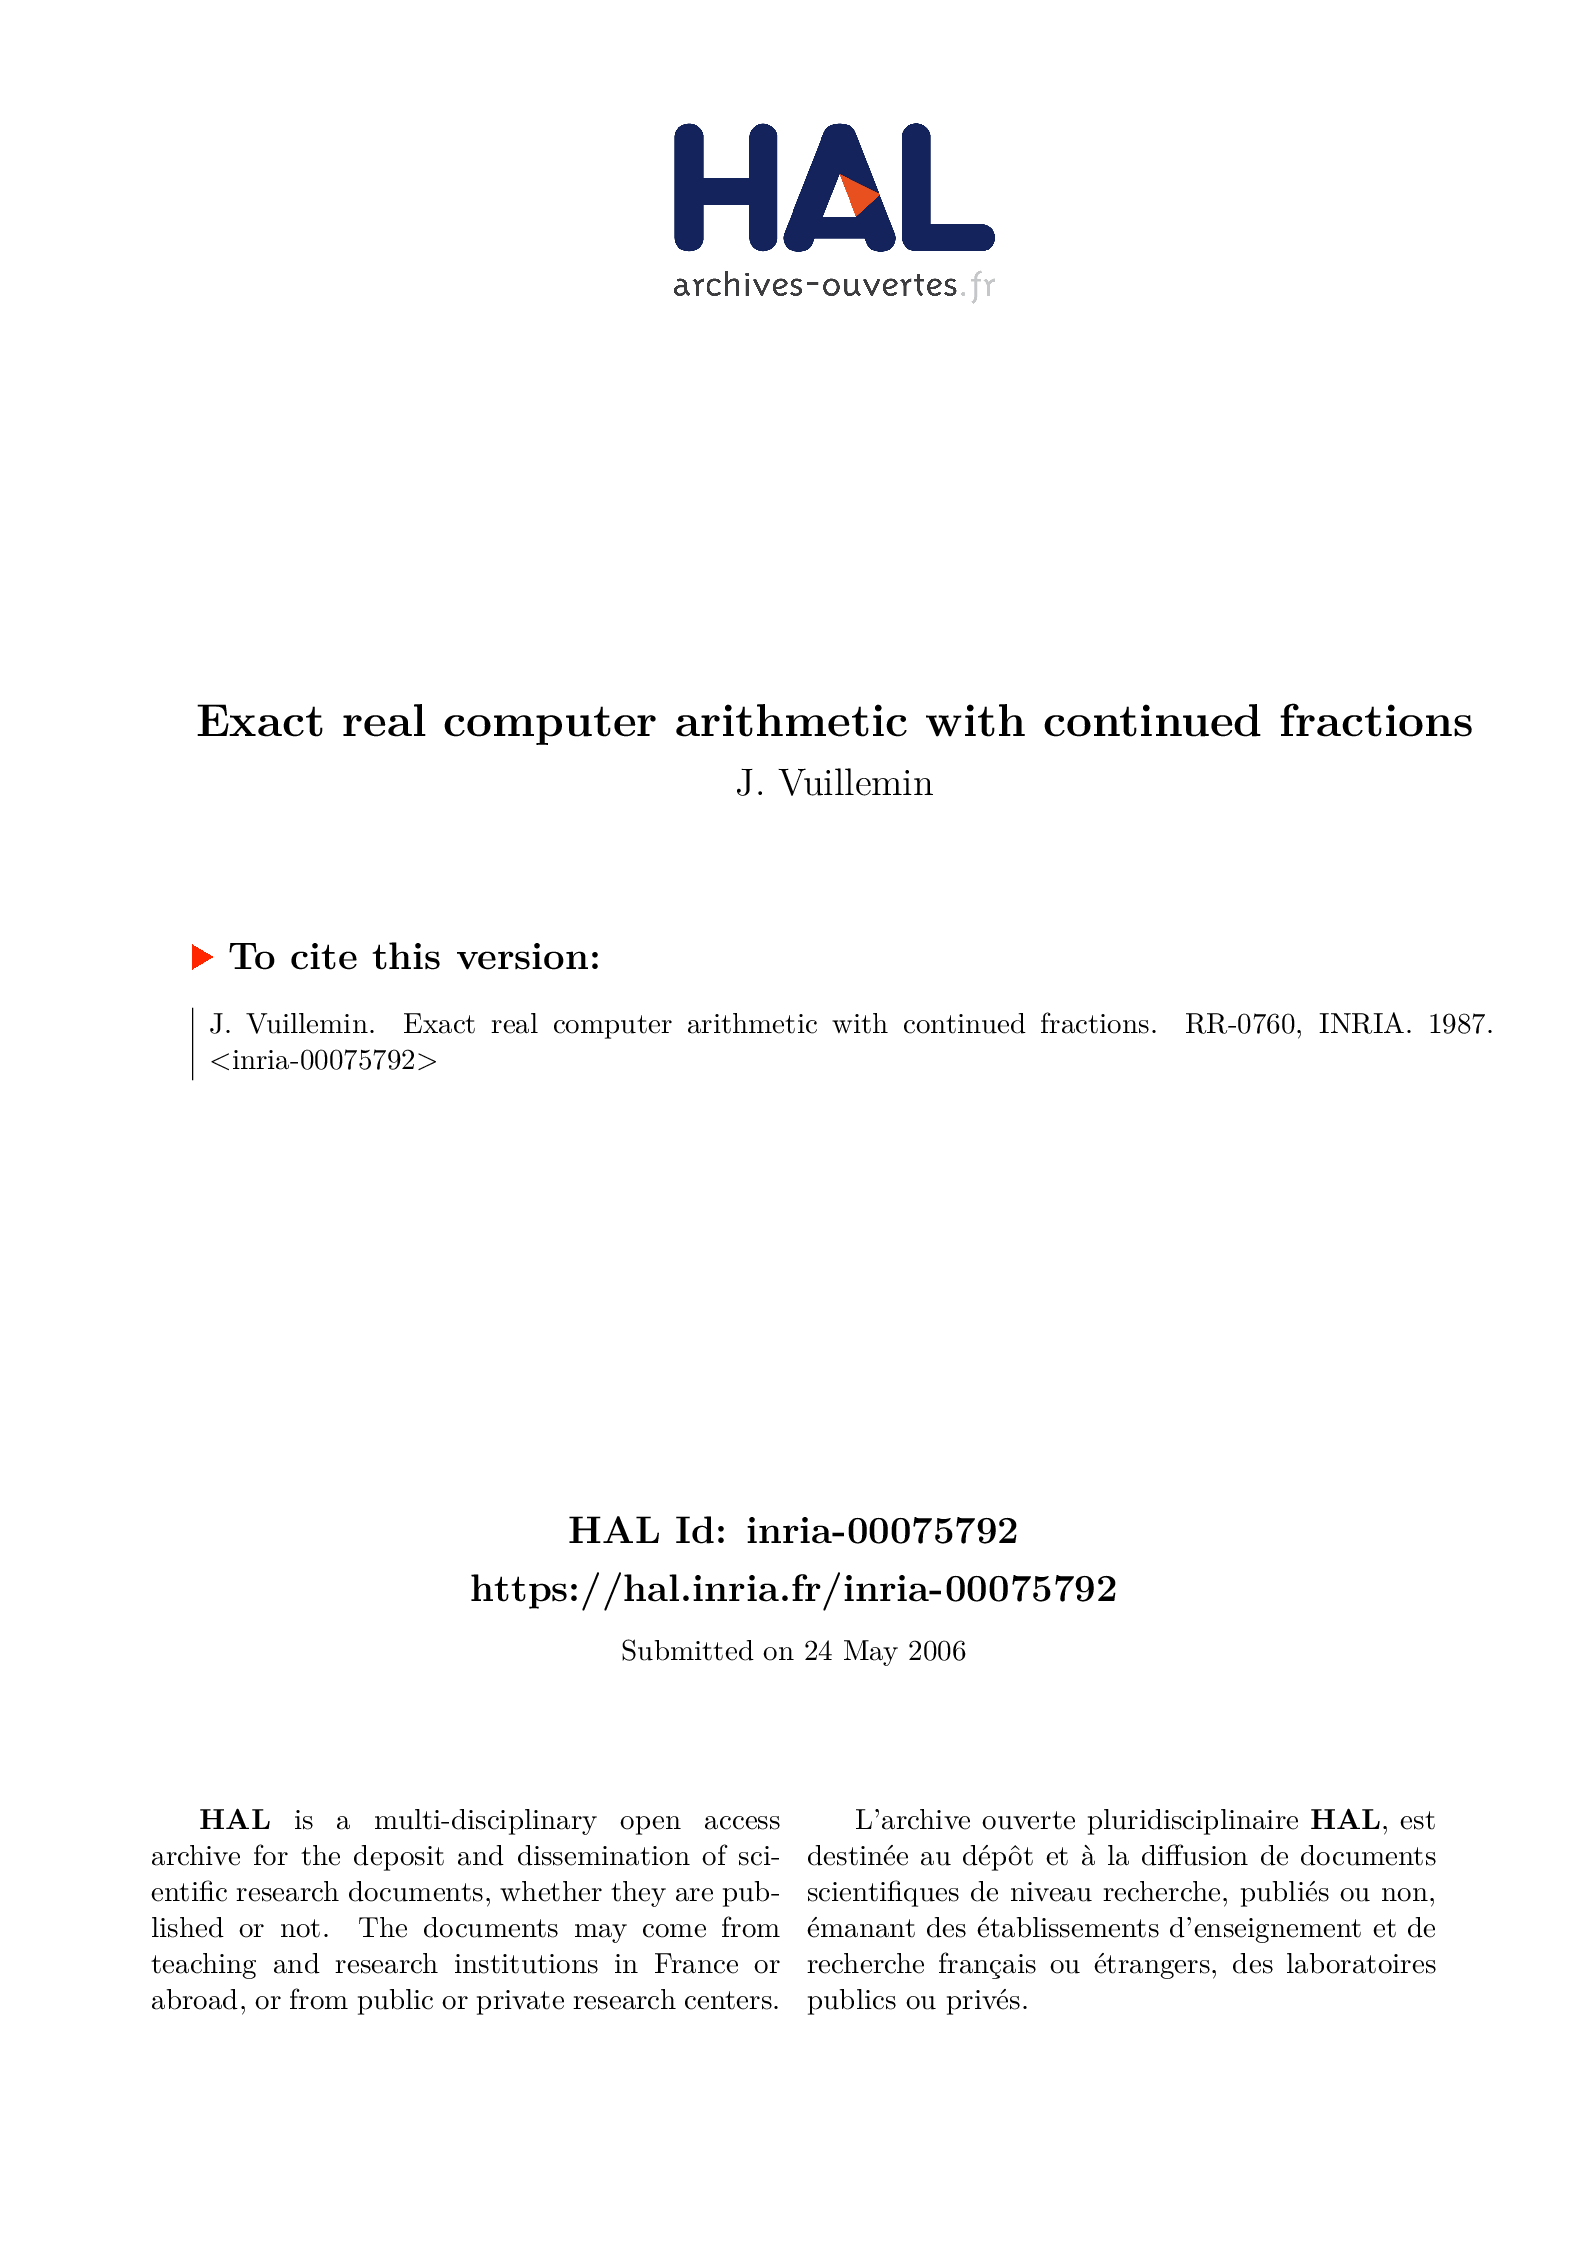 HAL
archives-ouvertes.fr
Exact real computer arithmetic with continued fractions
J. Vuillemin
To cite this version:
J. Vuillemin. Exact real computer arithmetic with continued fractions. RR-0760, INRIA. 1987.
<inria-00075792>
HAL Id: inria-00075792
https://hal.inria.fr/inria-00075792
Submitted on 24 May 2006
HAL is a multi-disciplinary open access
archive for the deposit and dissemination of sci-
entific research documents, whether they are pub-
lished or not. The documents may come from
teaching and research institutions in France or
abroad, or from public or private research centers.
L'archive ouverte pluridisciplinaire HAL, est
destinée au dépôt et à la diffusion de documents
scientifiques de niveau recherche, publiés ou non,
émanant des établissements d'enseignement et de
recherche français ou étrangers, des laboratoires
publics ou privés.